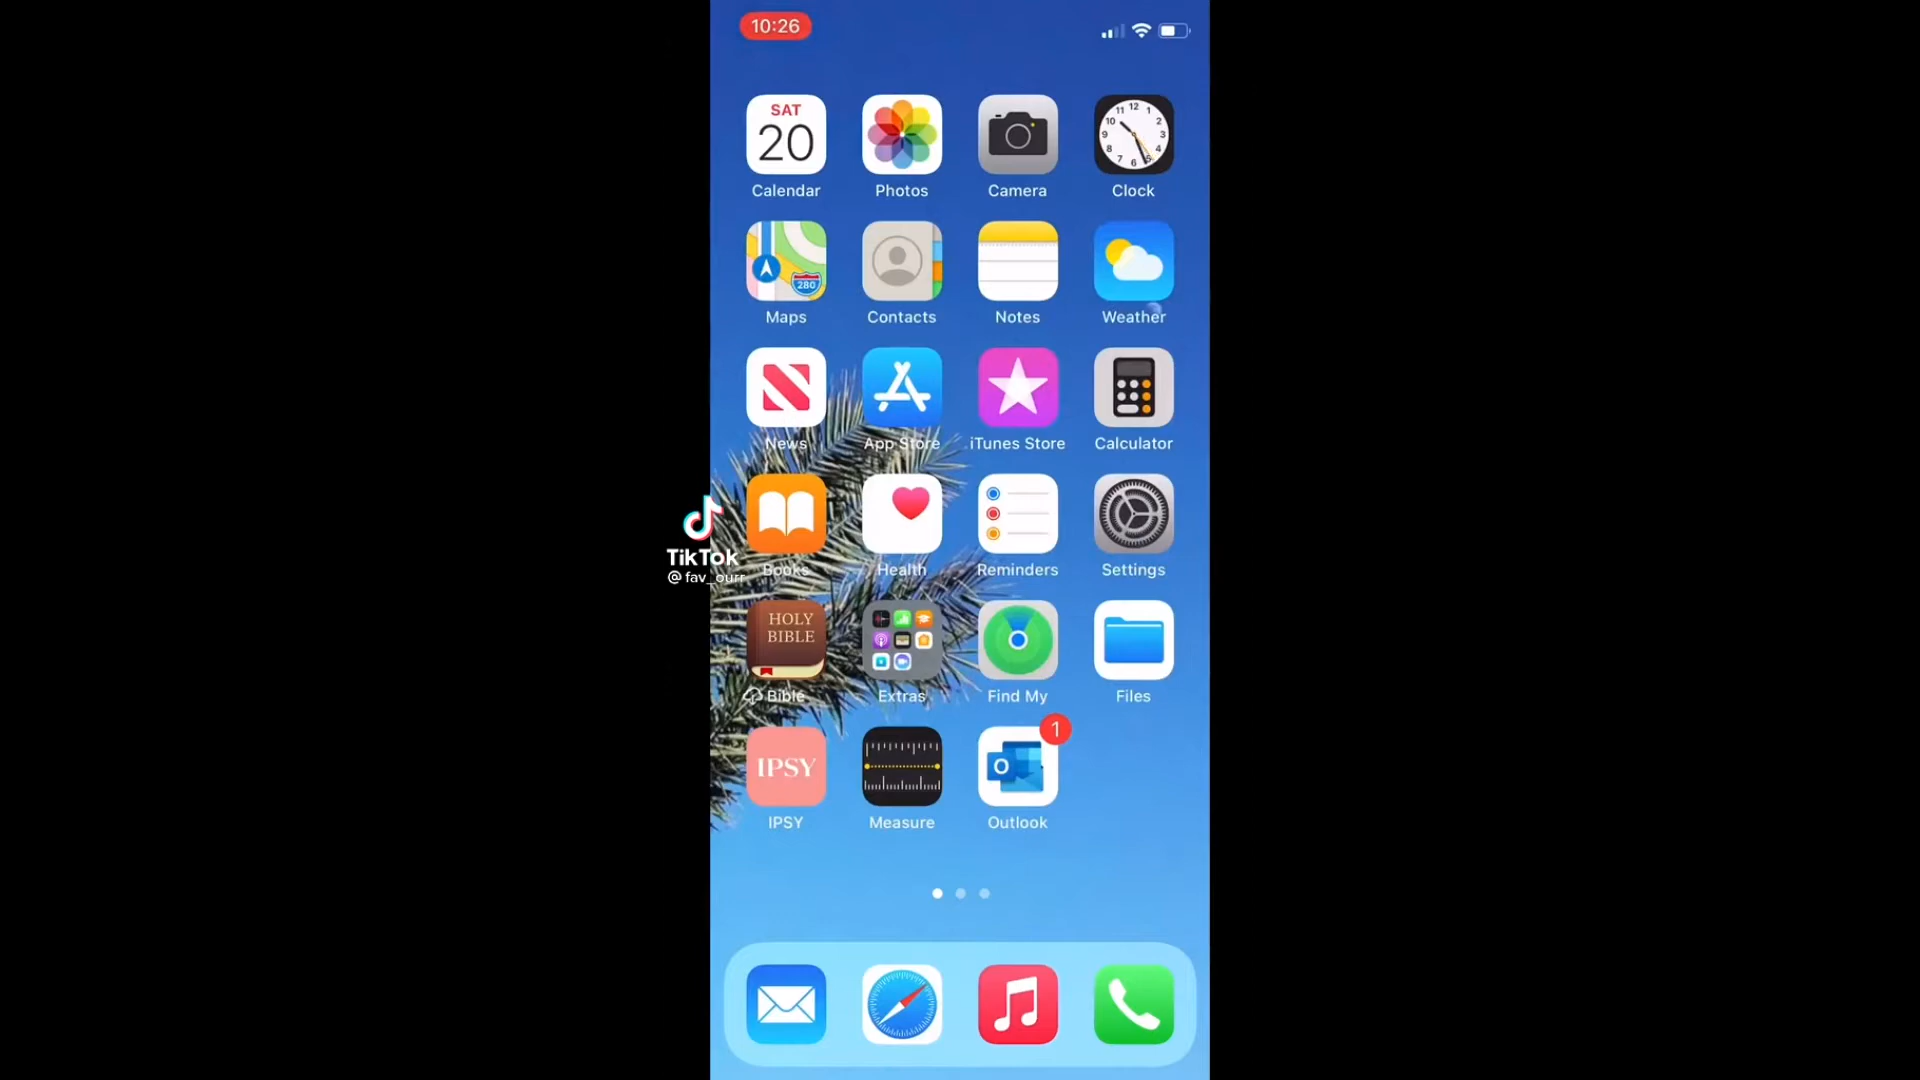 10:26
SAT
20
Calendar
Photos
Camera
Clock
280
Maps
Contacts
Notes
Weather
News
App Store
iTunes Store
Calculator
TikTok
@fav_ourr
Books
Health
Reminders
Settings
HOLY
BIBLE
Bible
Extras
Find My
Files
IPSY
1
O
IPSY
Measure
Outlook